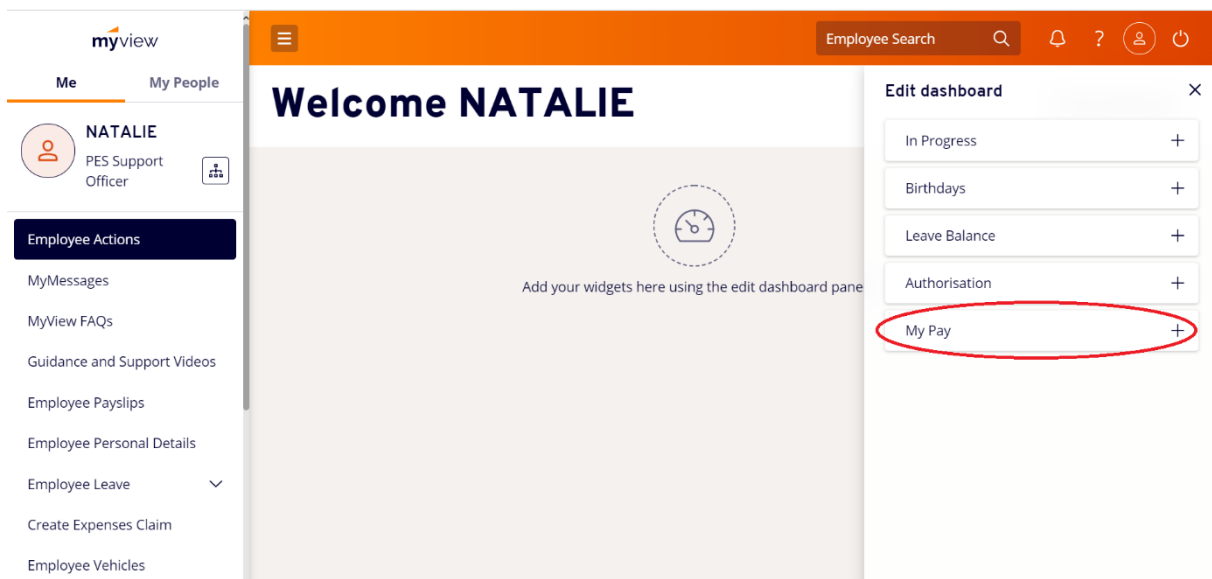 myview
Me
My People
NATALIE
PES Support
Officer
Employee Actions
MyMessages
MyView FAQs
Guidance and Support Videos
Employee Payslips
Employee Personal Details
Employee Leave
Create Expenses Claim
Employee Vehicles
Employee Search
?
Welcome NATALIE
Add your widgets here using the edit dashboard pane
Edit dashboard
In Progress
Birthdays
Leave Balance
Authorisation
My Pay